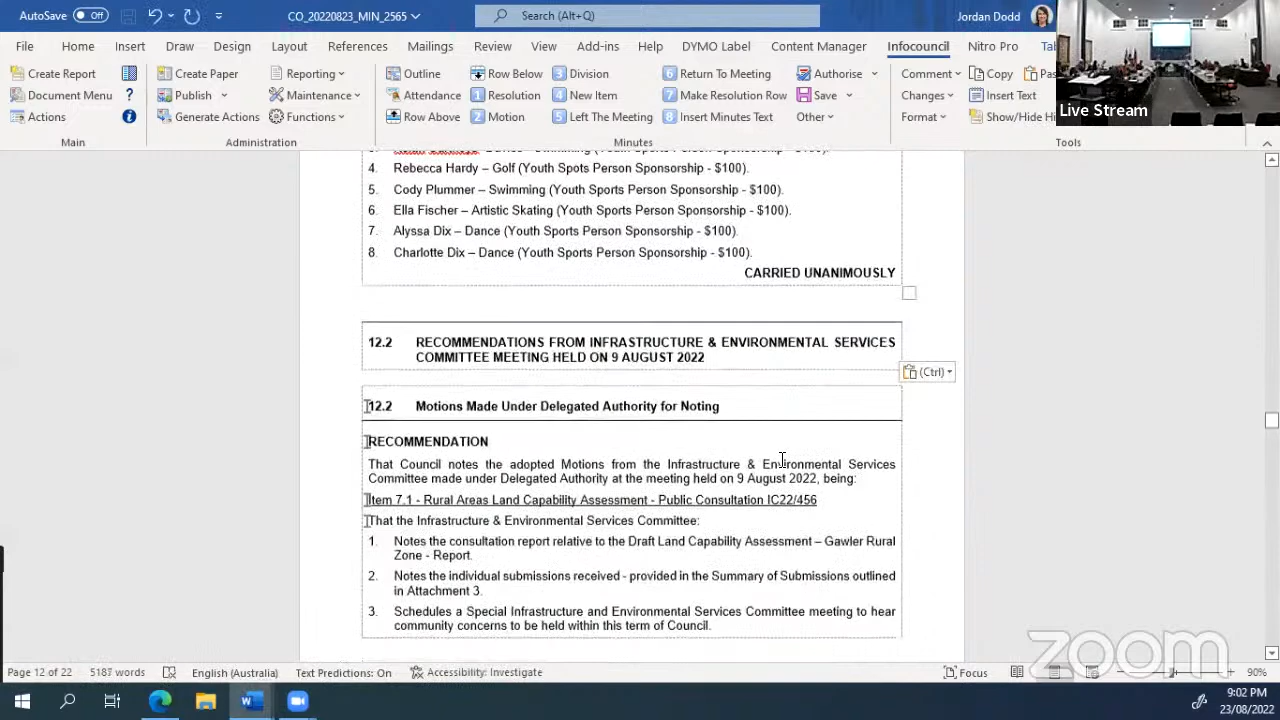 AutoSave Off CO_20220823_MIN_2565 Search (Alt+Q) Jordan Dodd
File Home Insert Draw Design Layout References Mailings Review View Add-ins Help DYMO Label Content Manager Infocouncil Nitro Pro
Create Report Create Paper Reporting Outline Row Below 3 Division 6 Return To Meeting Authorise Comment Copy
Document Menu ? Publish Maintenance Attendance 1 Resolution 4 New Item 7 Make Resolution Row Save Changes Insert Text
Actions Generate Actions Functions Row Above 2 Motion 5 Left The Meeting 8 Insert Minutes Text Other Format
Main Administration Minutes Tools
Live Stream
4. Rebecca Hardy – Golf (Youth Spots Person Sponsorship - $100).
5. Cody Plummer – Swimming (Youth Sports Person Sponsorship - $100).
6. Ella Fischer – Artistic Skating (Youth Sports Person Sponsorship - $100).
7. Alyssa Dix – Dance (Youth Sports Person Sponsorship - $100).
8. Charlotte Dix – Dance (Youth Sports Person Sponsorship - $100).
CARRIED UNANIMOUSLY
12.2 RECOMMENDATIONS FROM INFRASTRUCTURE & ENVIRONMENTAL SERVICES
COMMITTEE MEETING HELD ON 9 AUGUST 2022
(Ctrl)
12.2 Motions Made Under Delegated Authority for Noting
RECOMMENDATION
That Council notes the adopted Motions from the Infrastructure & Environmental Services
Committee made under Delegated Authority at the meeting held on 9 August 2022, being:
Item 7.1 - Rural Areas Land Capability Assessment - Public Consultation IC22/456
That the Infrastructure & Environmental Services Committee:
1. Notes the consultation report relative to the Draft Land Capability Assessment – Gawler Rural
Zone - Report.
2. Notes the individual submissions received - provided in the Summary of Submissions outlined
in Attachment 3.
3. Schedules a Special Infrastructure and Environmental Services Committee meeting to hear
community concerns to be held within this term of Council.
zoom
Page 12 of 22 5187 words English (Australia) Text Predictions: On Accessibility: Investigate Focus 90%
9:02 PM
23/08/2022